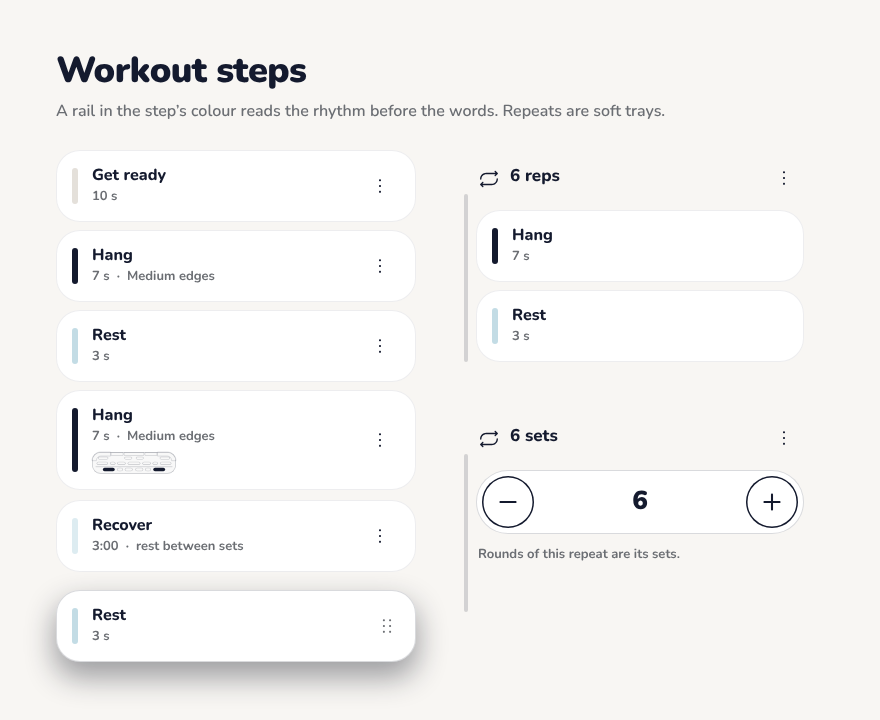 Workout steps
A rail in the step’s colour reads the rhythm before the words. Repeats are soft trays.
Get ready
10 s
Hang
7 s · Medium edges
Rest
3 s
Hang
7 s · Medium edges
Recover
3:00 · rest between sets
Rest
3 s
6 reps
Hang
7 s
Rest
3 s
6 sets
6
Rounds of this repeat are its sets.